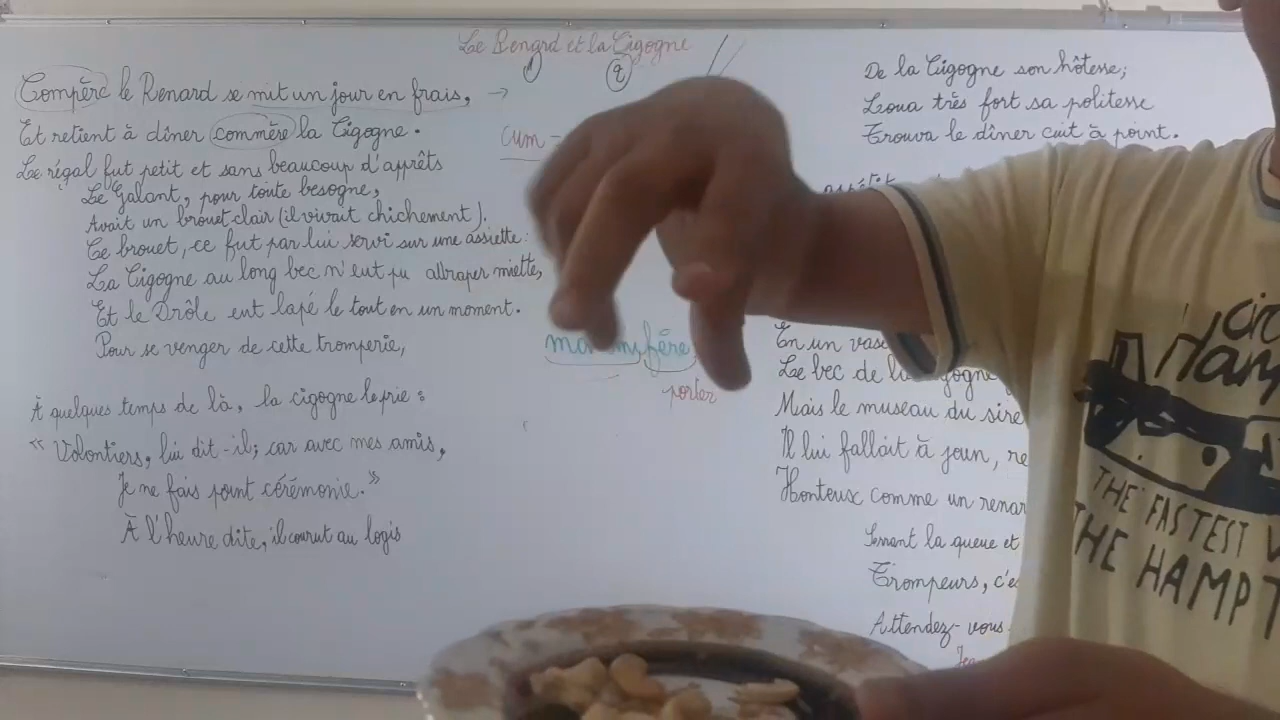 Le Renard et la Cigogne
Compère le Renard se mit un jour en frais,
Et retient à dîner commère la Cigogne.
Le régal fut petit et sans beaucoup d'apprêts
Le Galant, pour toute besogne,
Avait un brouet clair (il vivait chichement).
Ce brouet, ce fut par lui servi sur une assiette:
La Cigogne au long bec n'eut pu attraper miette,
Et le Drôle eut lapé le tout en un moment.
Pour se venger de cette tromperie,
À quelques temps de là, la cigogne le prie :
« Volontiers, lui dit-il; car avec mes amis,
Je ne fais point cérémonie. »
À l'heure dite, il courut au logis
cum -
fère
porter
De la Cigogne son hôtesse;
Loua très fort sa politesse
Trouva le dîner cuit à point.
En un vase
Le bec de la
Mais le museau du sire
Il lui fallait à jeun, re
Honteux comme un renar
Serrant la queue et
Trompeurs, c'e
Attendez-vous
THE FASTEST
THE HAMPT